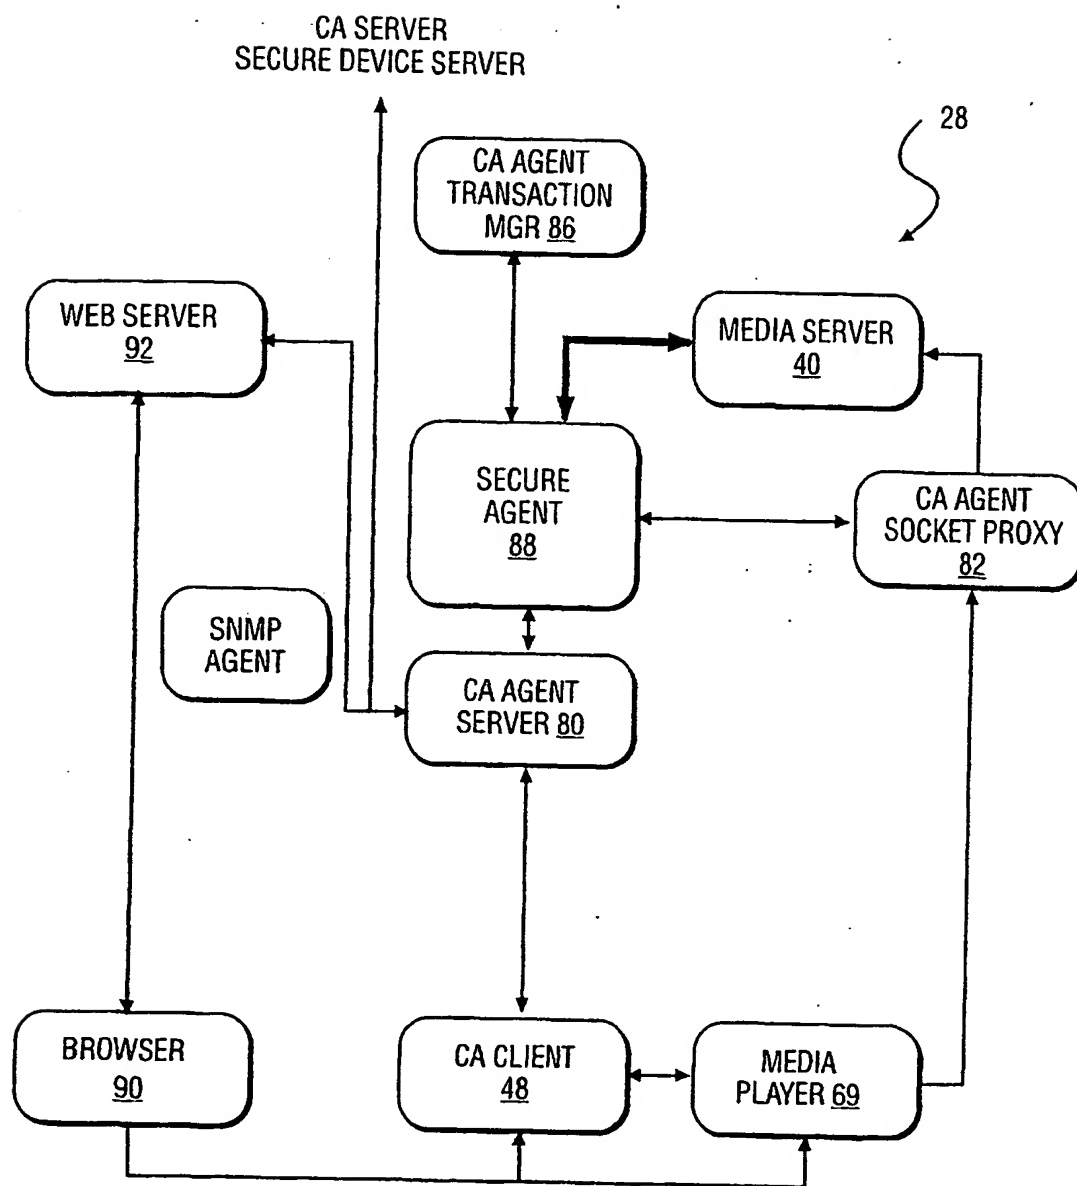 CA SERVER
SECURE DEVICE SERVER
28
CA AGENT
TRANSACTION
MGR 86
WEB SERVER
92
MEDIA SERVER
40
SECURE
AGENT
88
CA AGENT
SOCKET PROXY
82
SNMP
AGENT
CA AGENT
SERVER 80
BROWSER
90
CA CLIENT
48
MEDIA
PLAYER 69